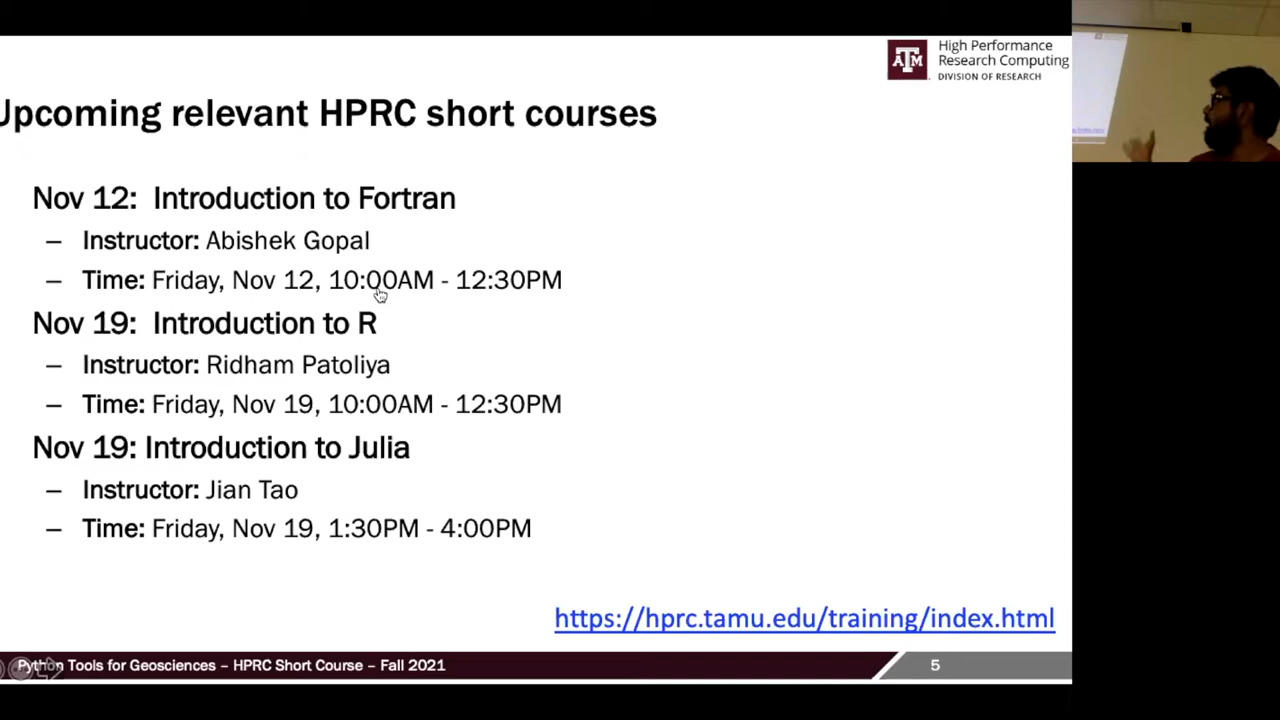 High Performance
Research Computing
DIVISION OF RESEARCH
Upcoming relevant HPRC short courses
Nov 12: Introduction to Fortran
– Instructor: Abishek Gopal
– Time: Friday, Nov 12, 10:00AM - 12:30PM
Nov 19: Introduction to R
– Instructor: Ridham Patoliya
– Time: Friday, Nov 19, 10:00AM - 12:30PM
Nov 19: Introduction to Julia
– Instructor: Jian Tao
– Time: Friday, Nov 19, 1:30PM - 4:00PM
https://hprc.tamu.edu/training/index.html
Python Tools for Geosciences – HPRC Short Course – Fall 2021
5